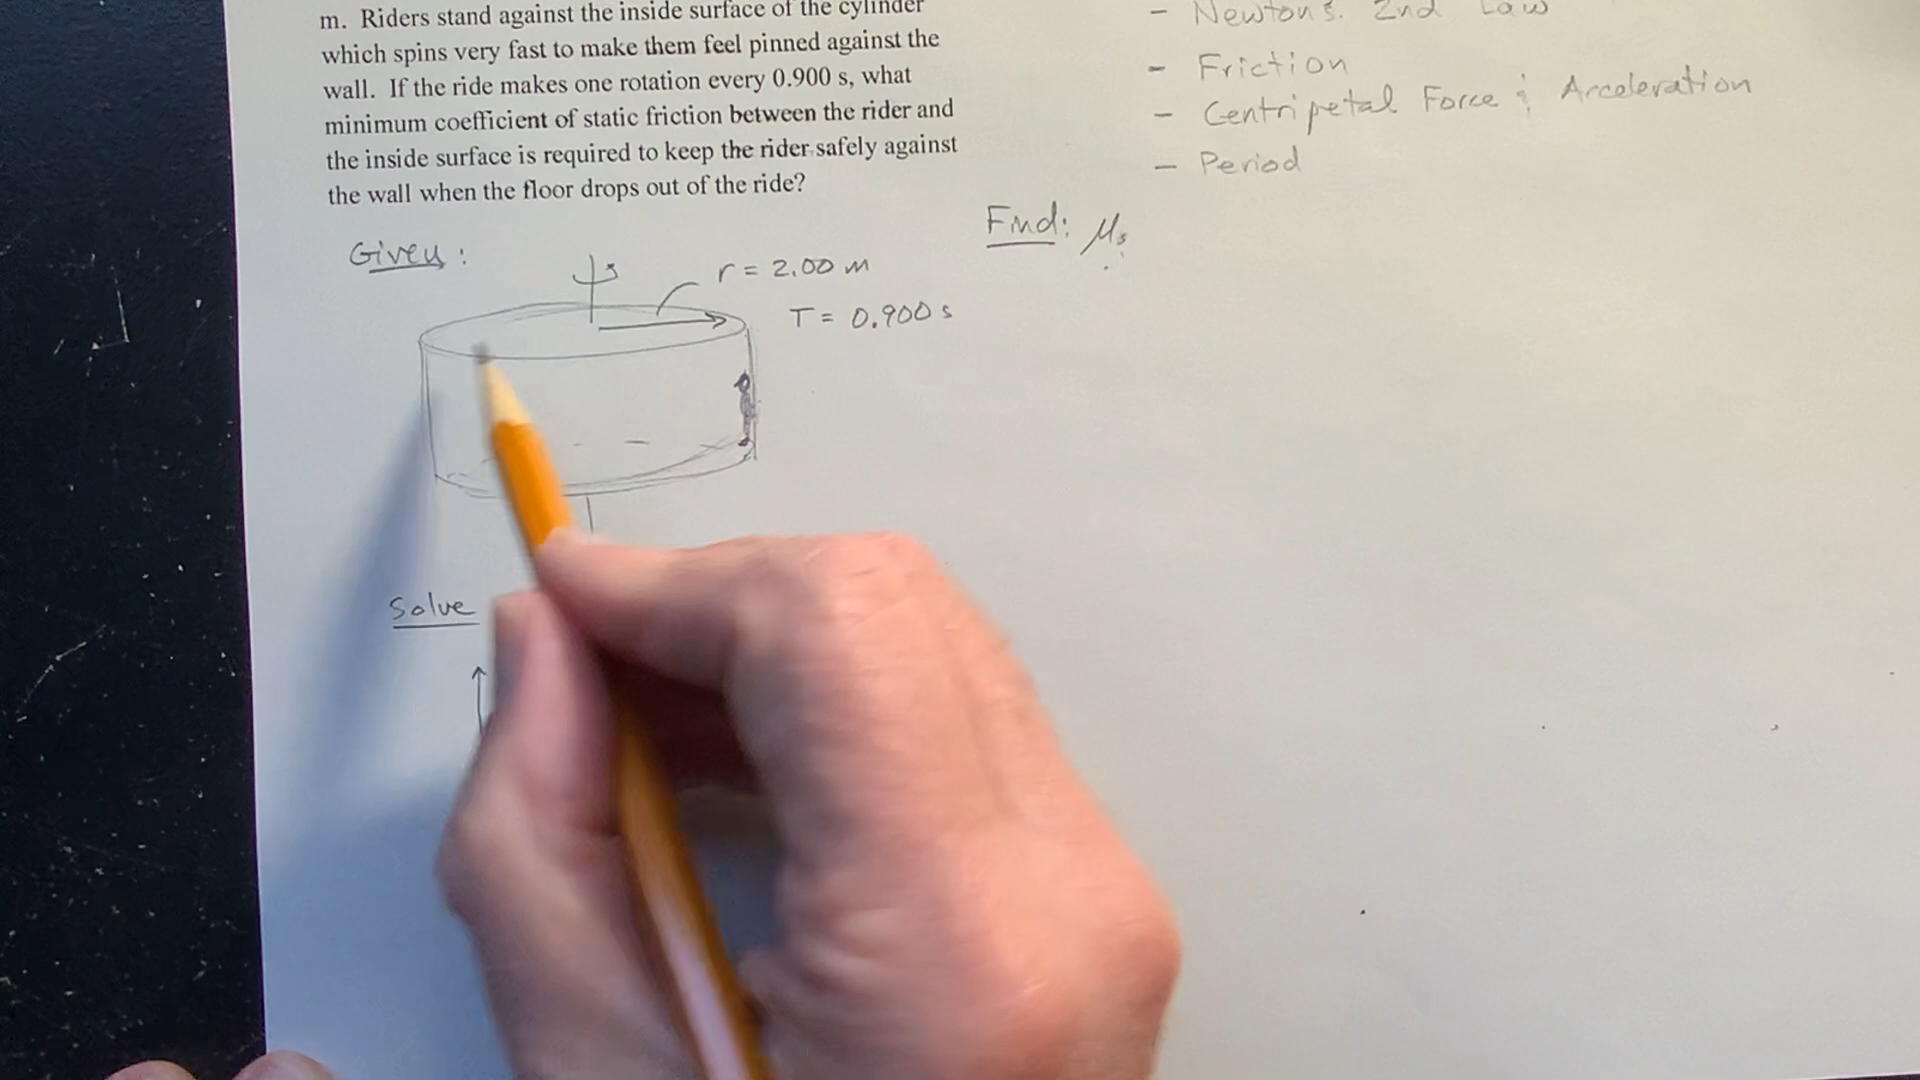 m. Riders stand against the inside surface of the cylinder
which spins very fast to make them feel pinned against the
wall. If the ride makes one rotation every 0.900 s, what
minimum coefficient of static friction between the rider and
the inside surface is required to keep the rider safely against
the wall when the floor drops out of the ride?
- Newton's. 2nd Law
- Friction
- Centripetal Force & Acceleration
- Period
Given:
Find: μs
r = 2.00 m
T = 0.900 s
Solve